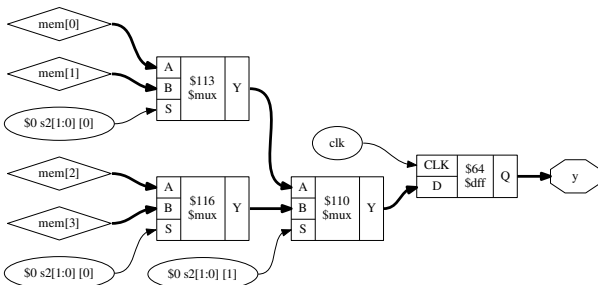 mem[0]
mem[1]
$0 s2[1:0] [0]
A
B
S
$113
$mux
Y
mem[2]
mem[3]
$0 s2[1:0] [0]
A
B
S
$116
$mux
Y
$0 s2[1:0] [1]
A
B
S
$110
$mux
Y
clk
CLK
D
$64
$dff
Q
y